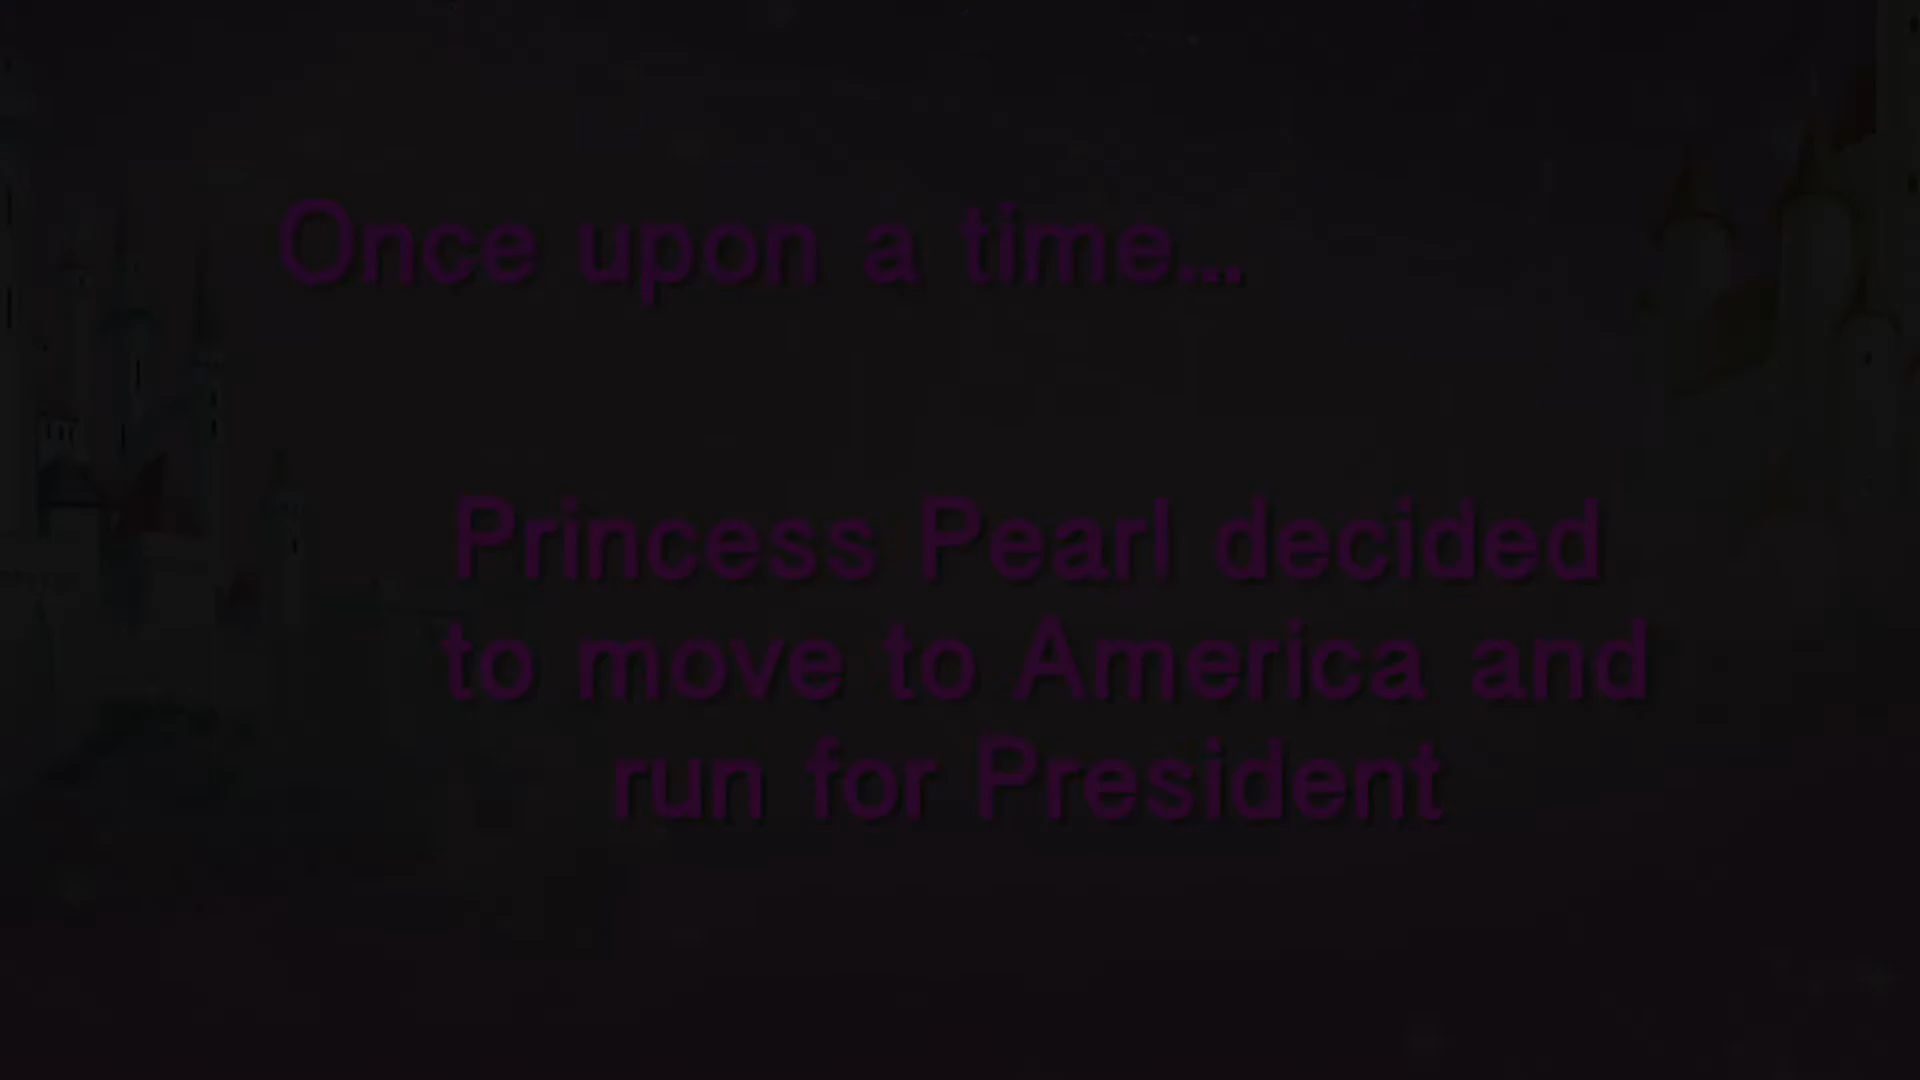 Once upon a time...
Princess Pearl decided
to move to America and
run for President